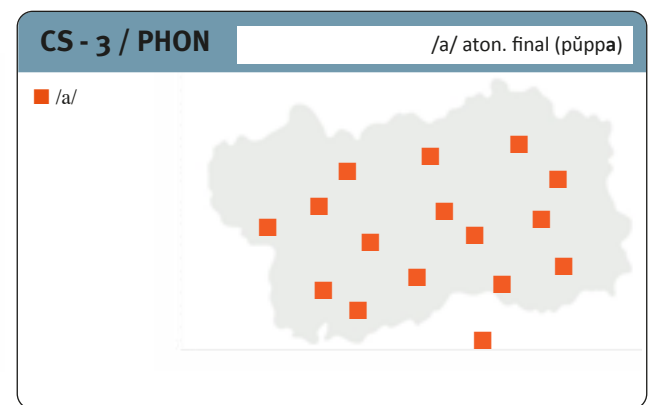 CS - 3 / PHON
/a/ aton. final (pŭppa)
/a/